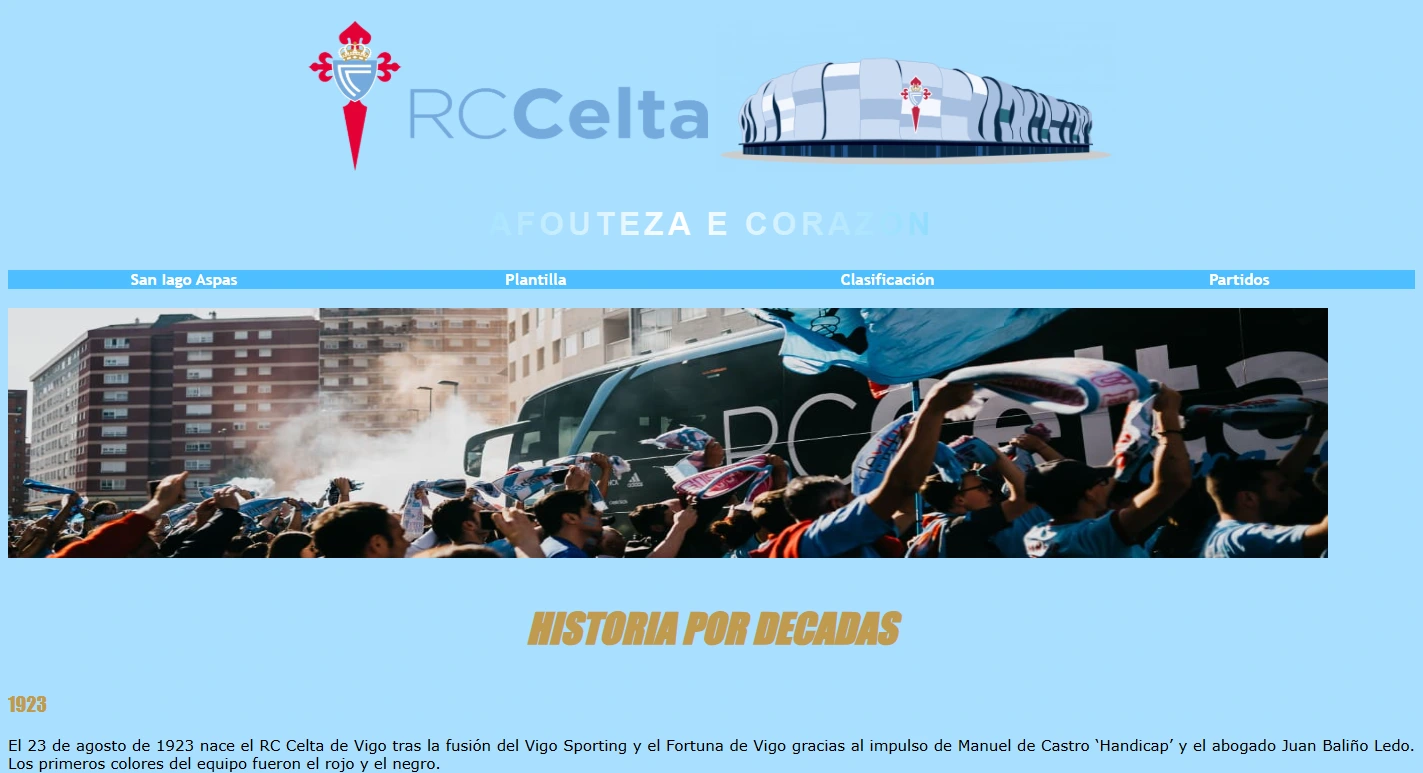 RCCelta
AFOUTEZA E CORAZÓN
San Iago Aspas Plantilla Clasificación Partidos
RCCelta
HISTORIA POR DECADAS
1923
El 23 de agosto de 1923 nace el RC Celta de Vigo tras la fusión del Vigo Sporting y el Fortuna de Vigo gracias al impulso de Manuel de Castro ‘Handicap’ y el abogado Juan Baliño Ledo.
Los primeros colores del equipo fueron el rojo y el negro.